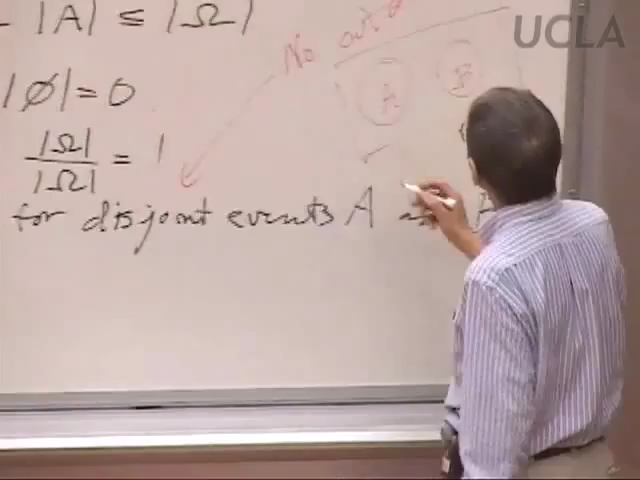 UCLA
|A| ≤ |Ω|
No out
|∅| = 0
A B
|Ω| / |Ω| = 1
for disjoint events A